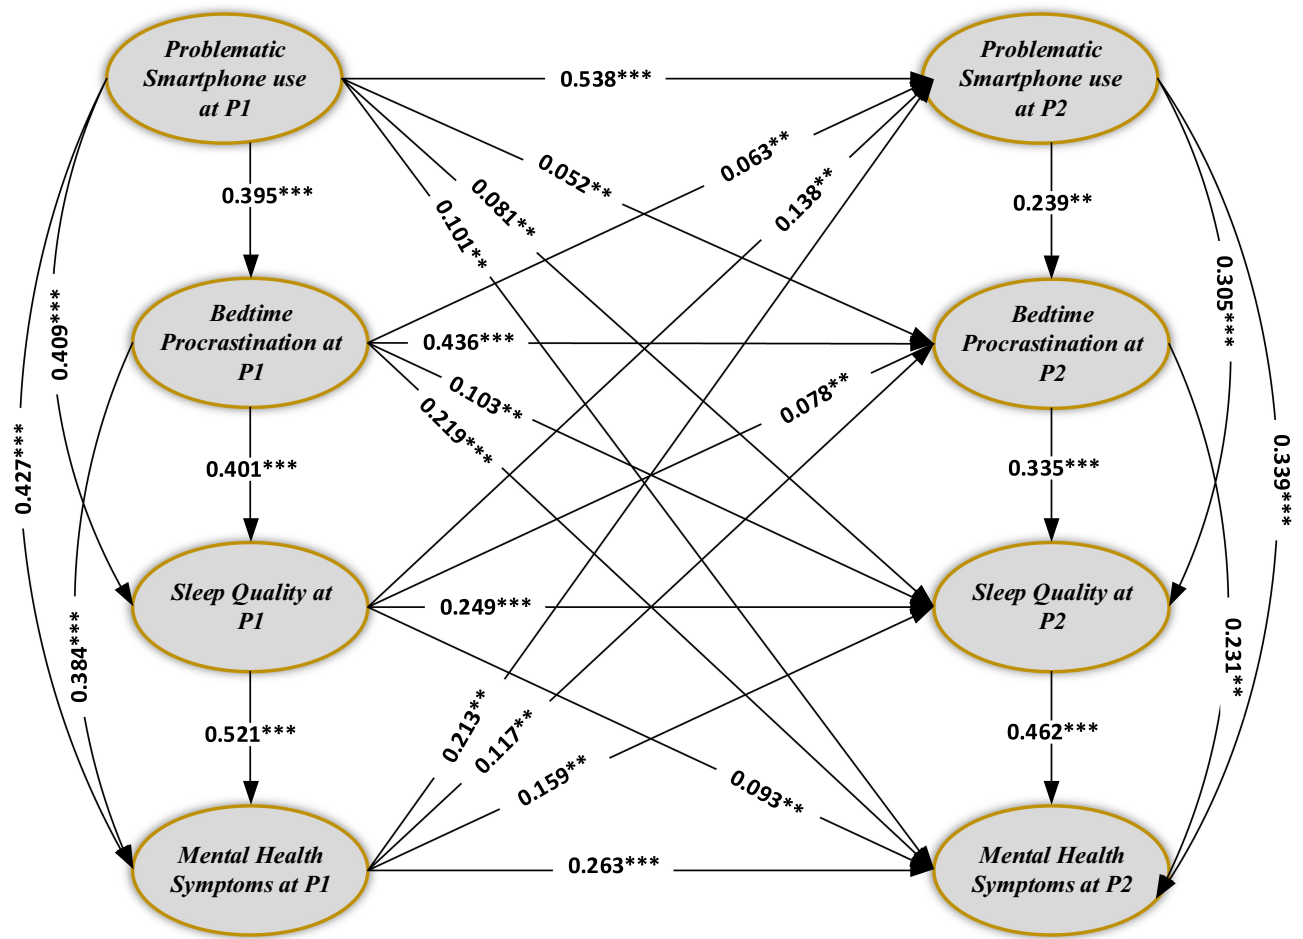 Problematic
Smartphone use
at P1
Problematic
Smartphone use
at P2
0.538***
0.063**
0.052**
0.138**
0.081**
0.101**
0.395***
0.239**
0.305***
0.409***
Bedtime
Procrastination at
P1
Bedtime
Procrastination at
P2
0.436***
0.103**
0.078**
0.219***
0.427***
0.401***
0.335***
0.339***
Sleep Quality at
P1
Sleep Quality at
P2
0.249***
0.384***
0.231**
0.213**
0.117**
0.521***
0.462***
0.159**
0.093**
Mental Health
Symptoms at P1
Mental Health
Symptoms at P2
0.263***